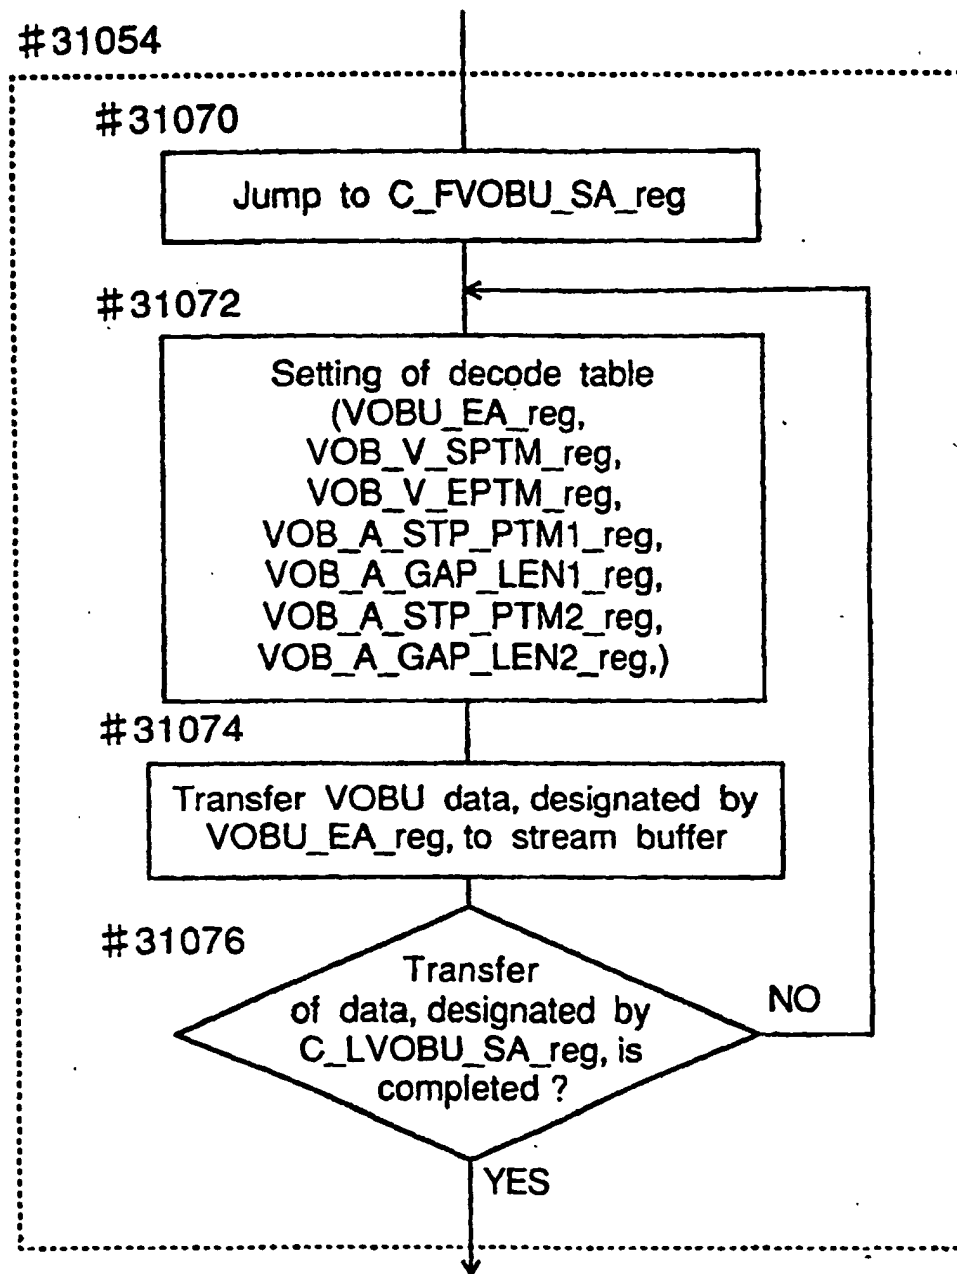 #31054
#31070
Jump to C_FVOBU_SA_reg
#31072
Setting of decode table
(VOBU_EA_reg,
VOB_V_SPTM_reg,
VOB_V_EPTM_reg,
VOB_A_STP_PTM1_reg,
VOB_A_GAP_LEN1_reg,
VOB_A_STP_PTM2_reg,
VOB_A_GAP_LEN2_reg,)
#31074
Transfer VOBU data, designated by
VOBU_EA_reg, to stream buffer
#31076
Transfer
of data, designated by
C_LVOBU_SA_reg, is
completed ?
NO
YES